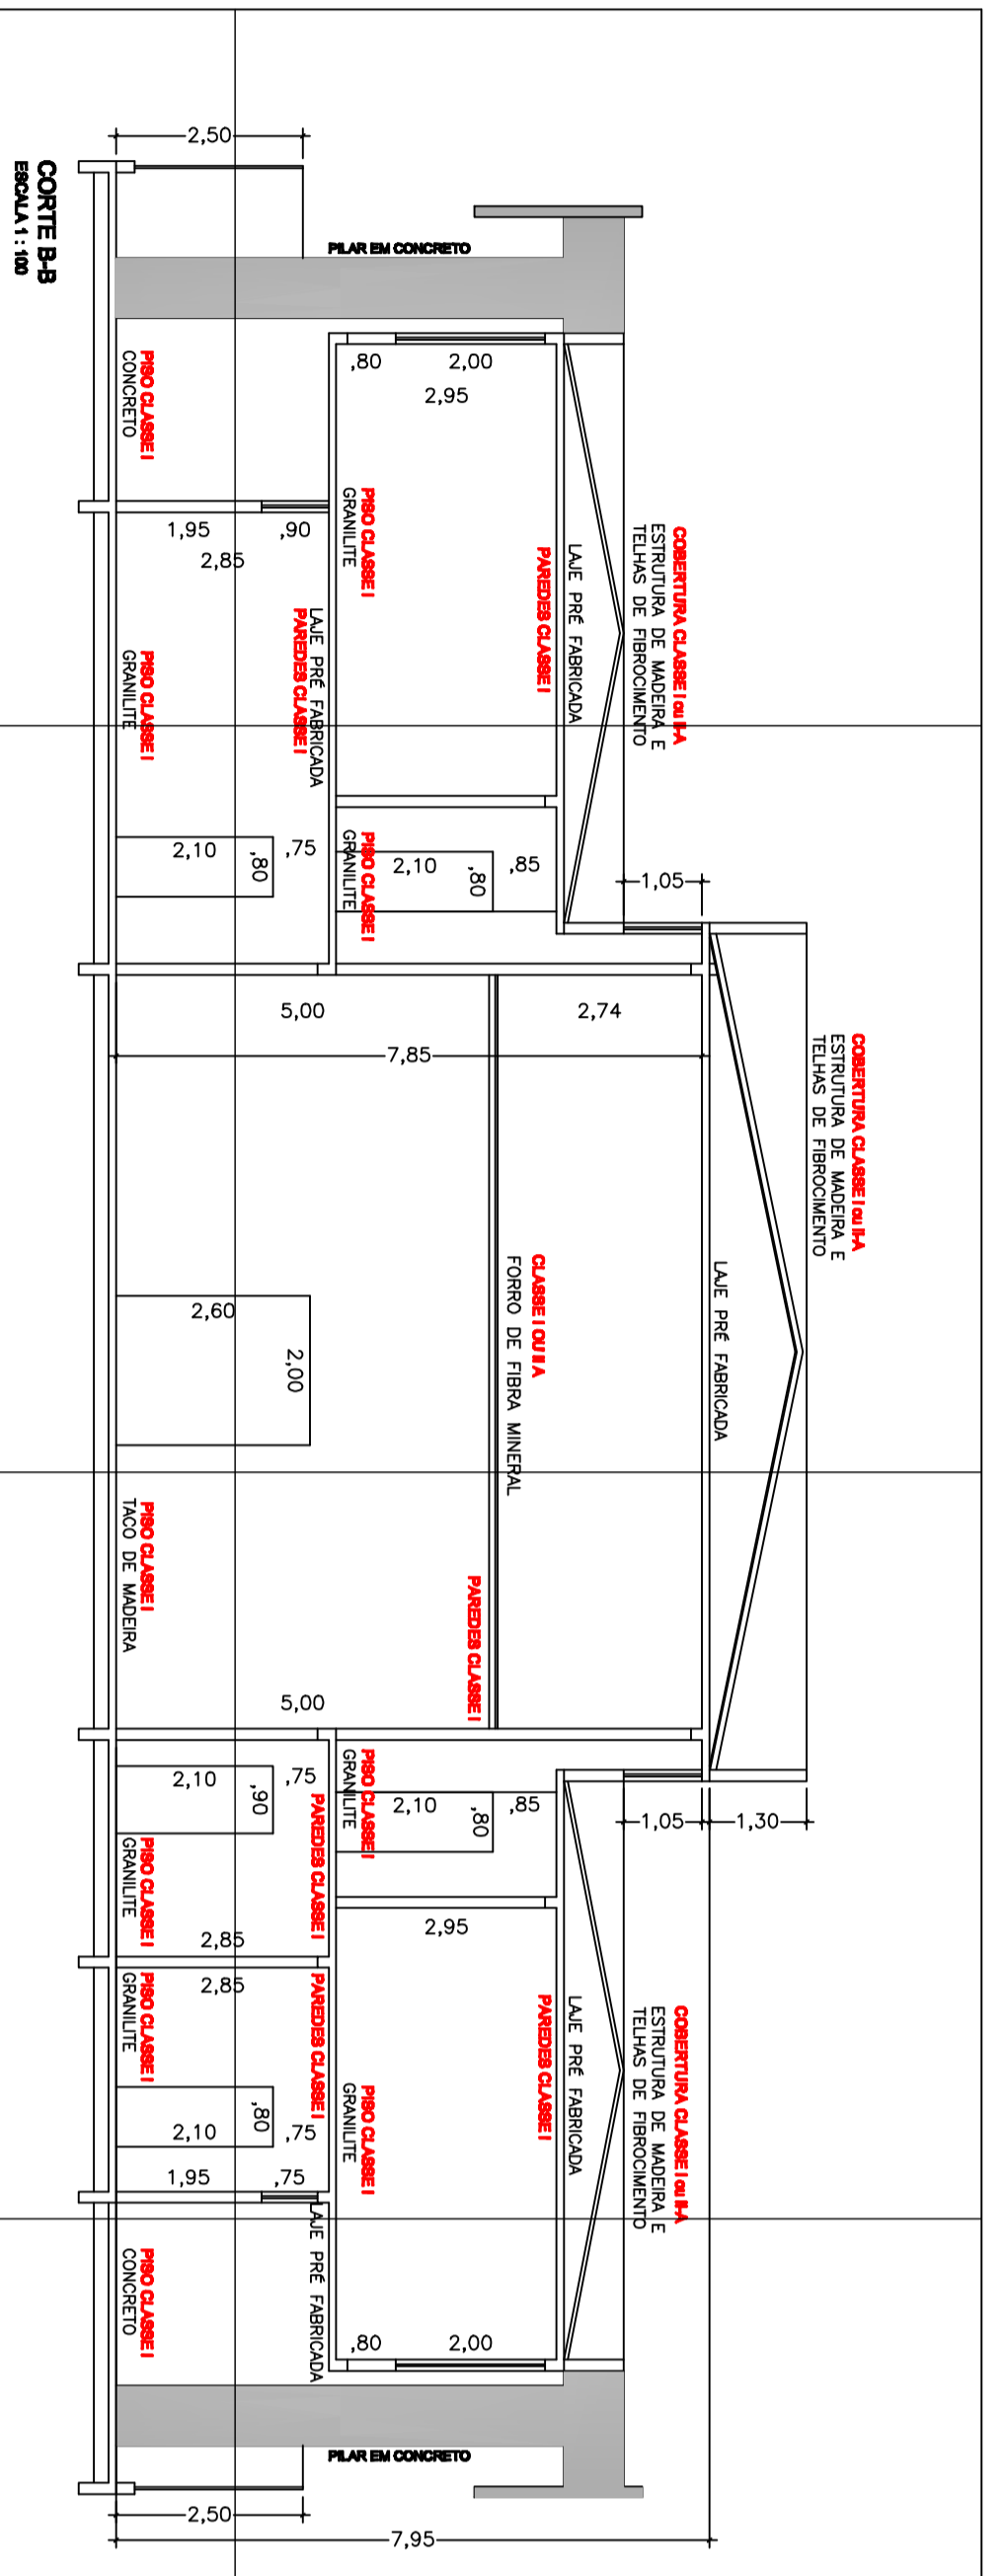 COBERTURA CLASSE I ou II-A
ESTRUTURA DE MADEIRA E
TELHAS DE FIBROCIMENTO
1,30
COBERTURA CLASSE I ou II-A
ESTRUTURA DE MADEIRA E
TELHAS DE FIBROCIMENTO
1,05
LAJE PRÉ FABRICADA
1,05
COBERTURA CLASSE I ou II-A
ESTRUTURA DE MADEIRA E
TELHAS DE FIBROCIMENTO
LAJE PRÉ FABRICADA
2,74
LAJE PRÉ FABRICADA
PAREDES CLASSE I
CLASSE I OU II A
FORRO DE FIBRA MINERAL
PAREDES CLASSE I
PAREDES CLASSE I
2,00
2,95
,80
PISO CLASSE I
GRANILITE
,85
,80
2,10
PISO CLASSE I
GRANILITE
7,85
,85
,80
2,10
PISO CLASSE I
GRANILITE
2,95
PISO CLASSE I
GRANILITE
2,00
,80
PILAR EM CONCRETO
PILAR EM CONCRETO
7,95
2,50
LAJE PRÉ FABRICADA
PAREDES CLASSE I
,90
1,95
2,85
,75
,80
2,10
5,00
2,00
2,60
5,00
,75
,90
2,10
PAREDES CLASSE I
2,85
PAREDES CLASSE I
2,85
,75
,80
2,10
,75
1,95
LAJE PRÉ FABRICADA
2,50
PISO CLASSE I
CONCRETO
PISO CLASSE I
GRANILITE
PISO CLASSE I
TACO DE MADEIRA
PISO CLASSE I
GRANILITE
PISO CLASSE I
GRANILITE
PISO CLASSE I
CONCRETO
CORTE B-B
ESCALA 1 : 100